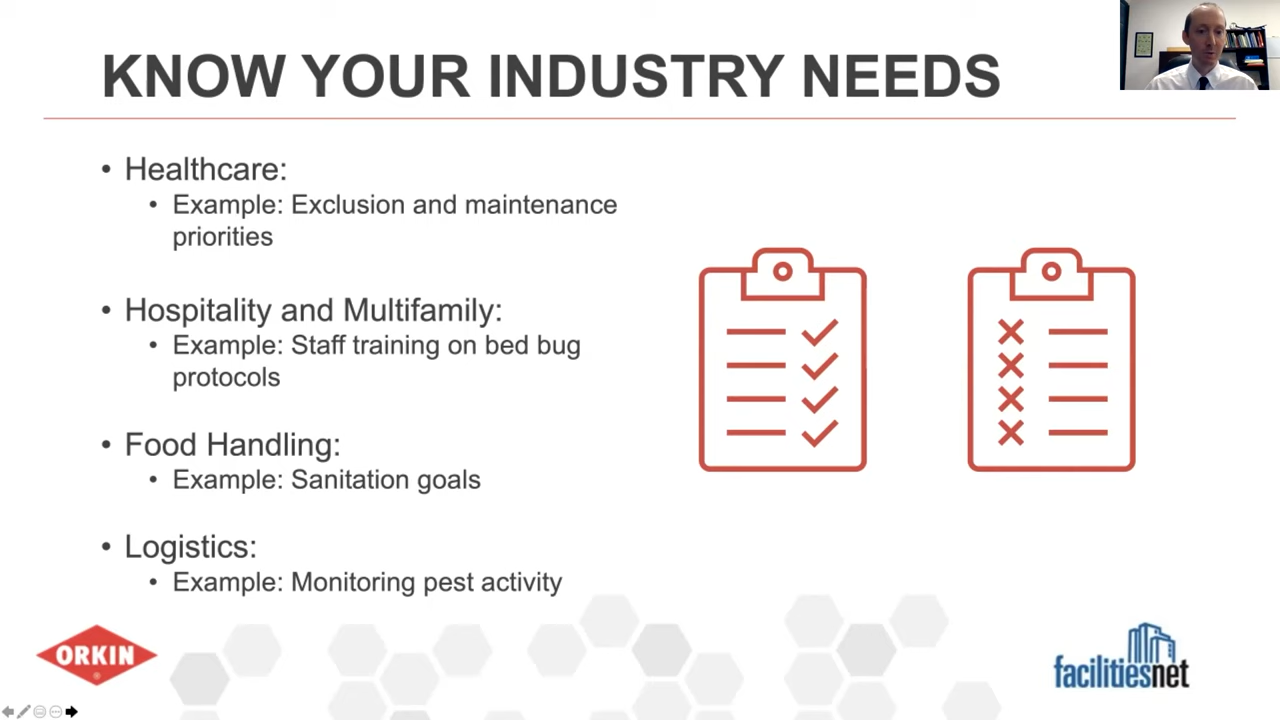 KNOW YOUR INDUSTRY NEEDS
• Healthcare:
• Example: Exclusion and maintenance
priorities
• Hospitality and Multifamily:
• Example: Staff training on bed bug
protocols
• Food Handling:
• Example: Sanitation goals
• Logistics:
• Example: Monitoring pest activity
ORKIN
®
facilitiesnet